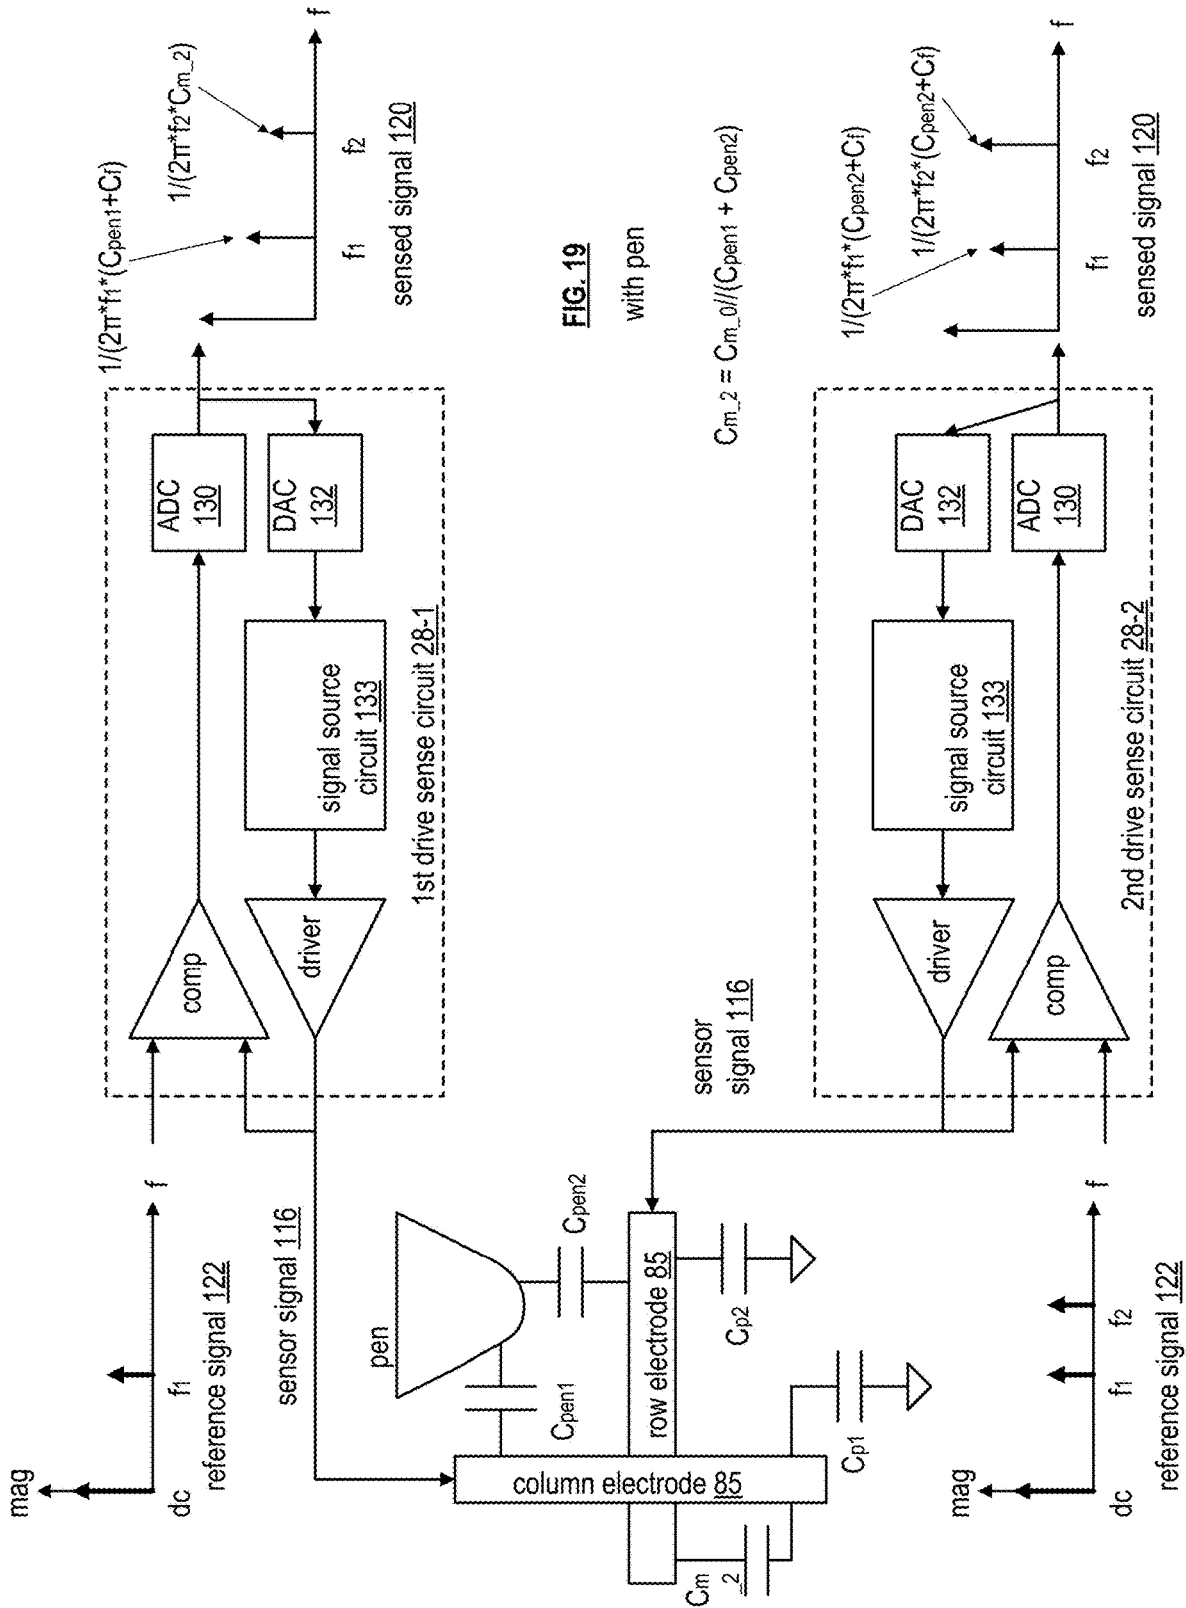 FIG. 19
with pen
Cm_2 = Cm_0//(Cpen1 + Cpen2)
mag
dc
f1
f
reference signal 122
sensor signal 116
comp
driver
ADC
130
DAC
132
signal source
circuit 133
1st drive sense circuit 28-1
1/(2π*f1*(Cpen1+Cf)
1/(2π*f2*Cm_2)
f
f1
f2
sensed signal 120
pen
Cpen1
Cpen2
column electrode 85
row electrode 85
Cp2
Cp1
Cm
_2
sensor
signal 116
driver
comp
signal source
circuit 133
DAC
132
ADC
130
2nd drive sense circuit 28-2
1/(2π*f1*(Cpen2+Cf)
1/(2π*f2*(Cpen2+Cf)
f
f1
f2
sensed signal 120
mag
dc
f1
f2
f
reference signal 122